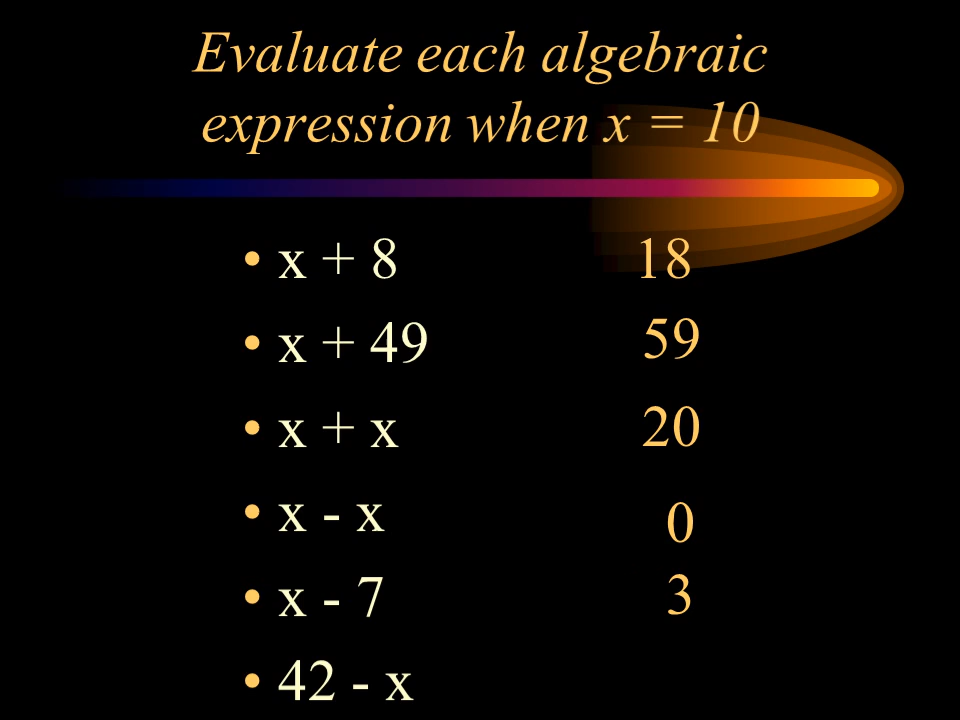 Evaluate each algebraic
expression when x = 10
• x + 8 18
• x + 49 59
• x + x 20
• x - x 0
• x - 7 3
• 42 - x